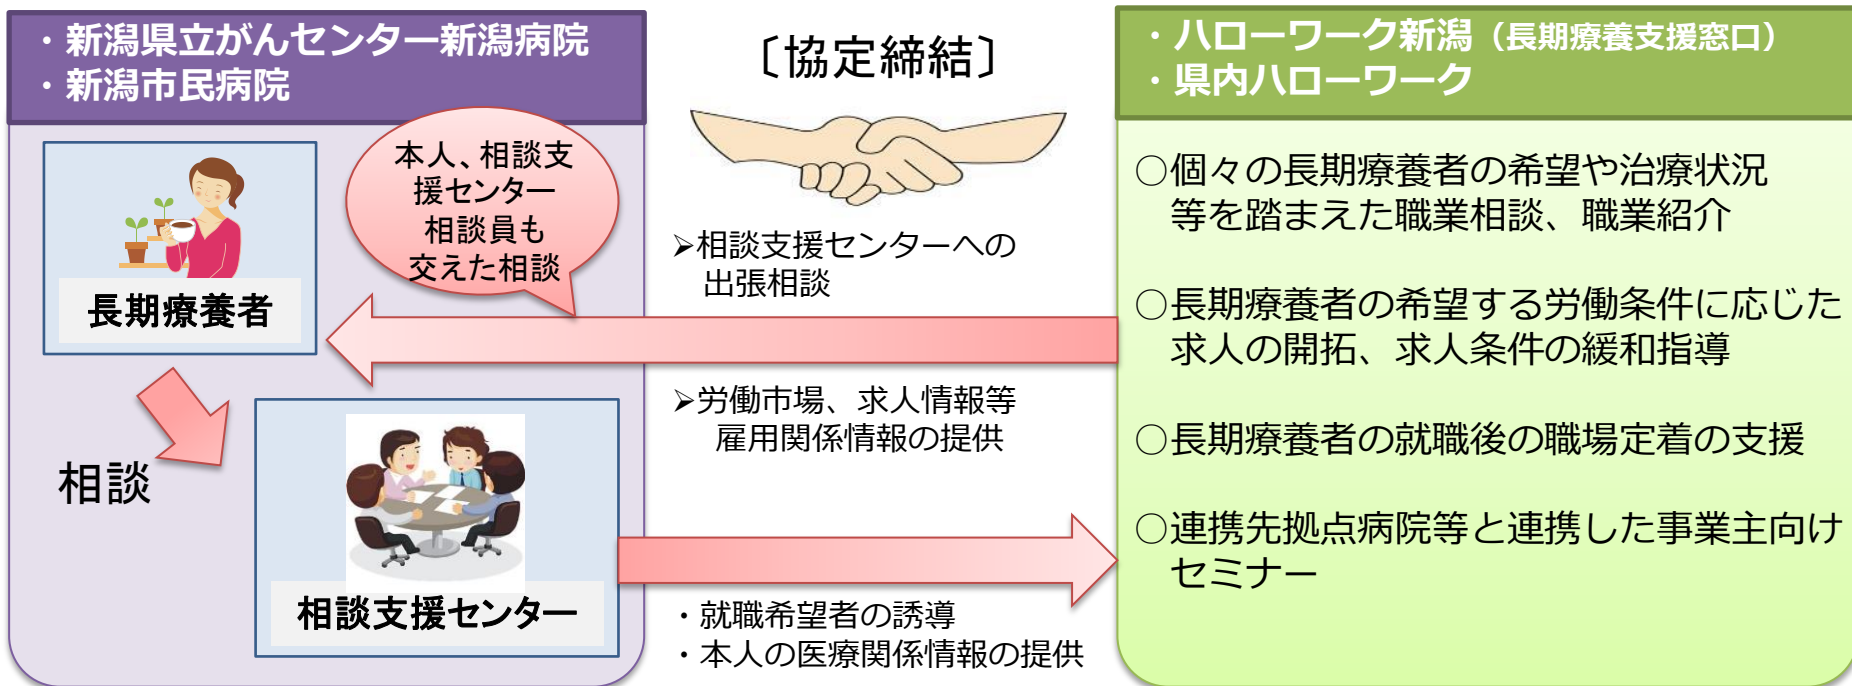 ・新潟県立がんセンター新潟病院
・新潟市民病院
本人、相談支
援センター
相談員も
交えた相談
長期療養者
相談
相談支援センター
〔協定締結〕
➢相談支援センターへの
出張相談
➢労働市場、求人情報等
雇用関係情報の提供
・就職希望者の誘導
・本人の医療関係情報の提供
・ハローワーク新潟（長期療養支援窓口）
・県内ハローワーク
○個々の長期療養者の希望や治療状況
等を踏まえた職業相談、職業紹介
○長期療養者の希望する労働条件に応じた
求人の開拓、求人条件の緩和指導
○長期療養者の就職後の職場定着の支援
○連携先拠点病院等と連携した事業主向け
セミナー